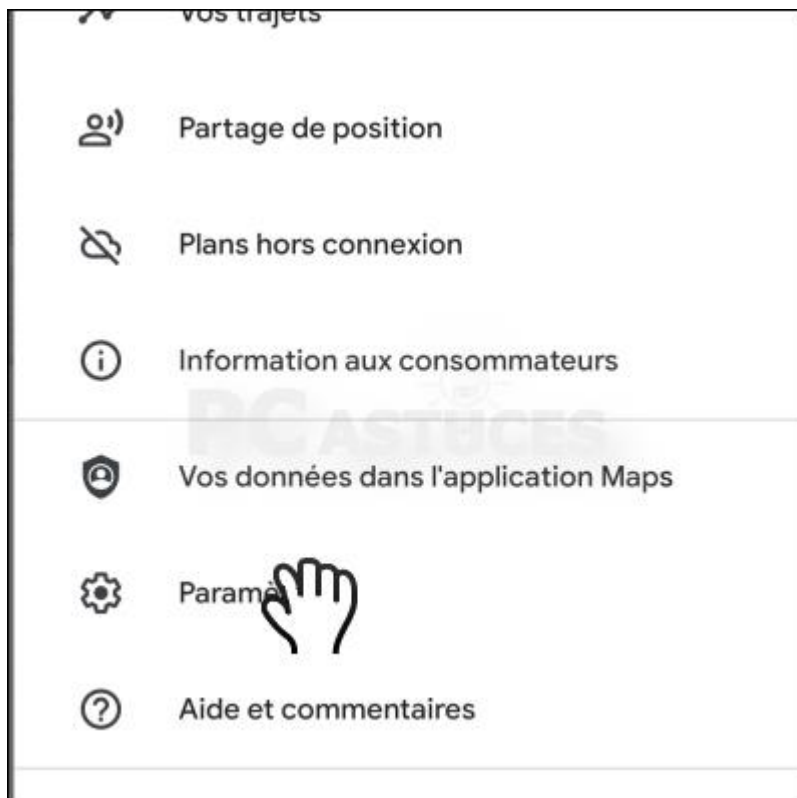 Vos trajets
Partage de position
Plans hors connexion
Information aux consommateurs
PC ASTUCES
Vos données dans l'application Maps
Paramè
Aide et commentaires